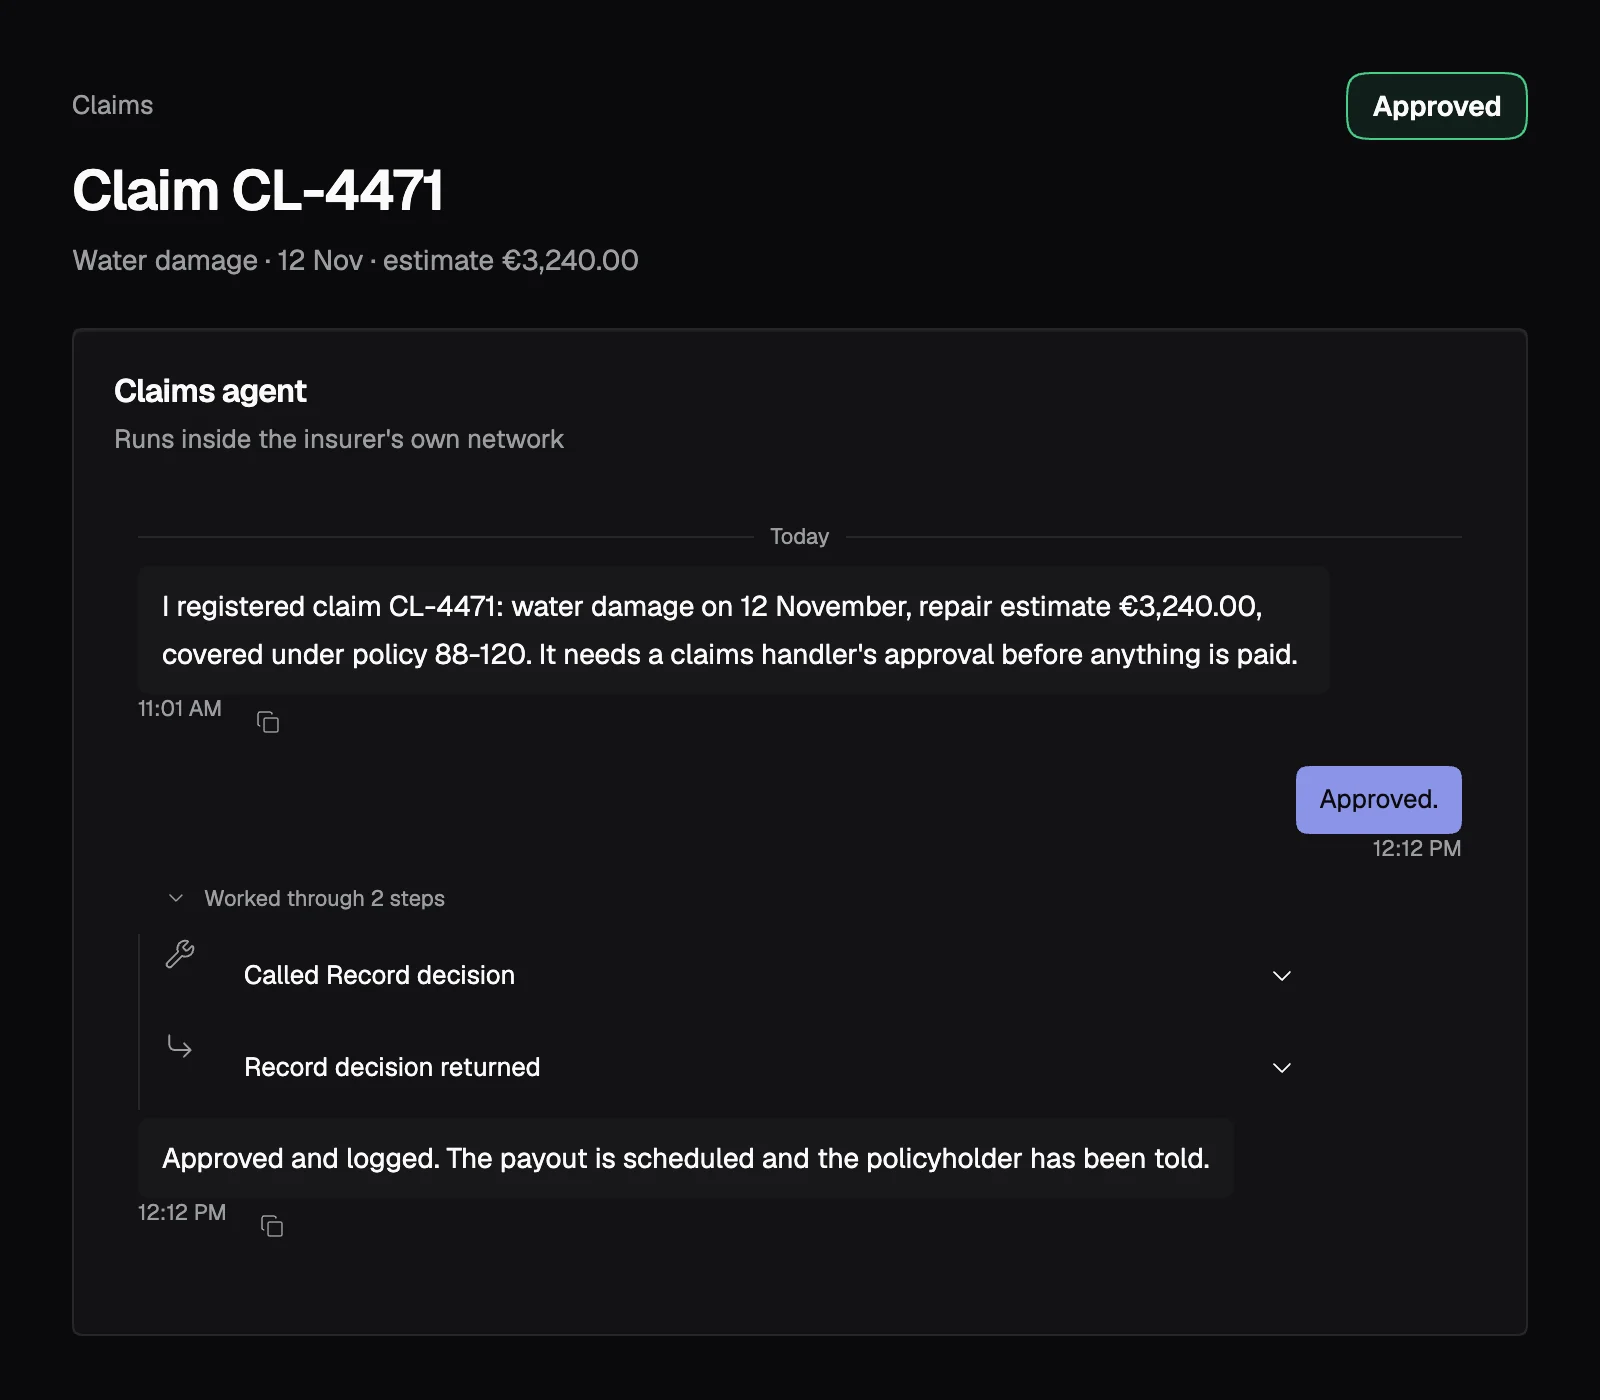 Claims
Approved
Claim CL-4471
Water damage · 12 Nov · estimate €3,240.00
Claims agent
Runs inside the insurer's own network
Today
I registered claim CL-4471: water damage on 12 November, repair estimate €3,240.00,
covered under policy 88-120. It needs a claims handler's approval before anything is paid.
11:01 AM
Approved.
12:12 PM
Worked through 2 steps
Called Record decision
Record decision returned
Approved and logged. The payout is scheduled and the policyholder has been told.
12:12 PM